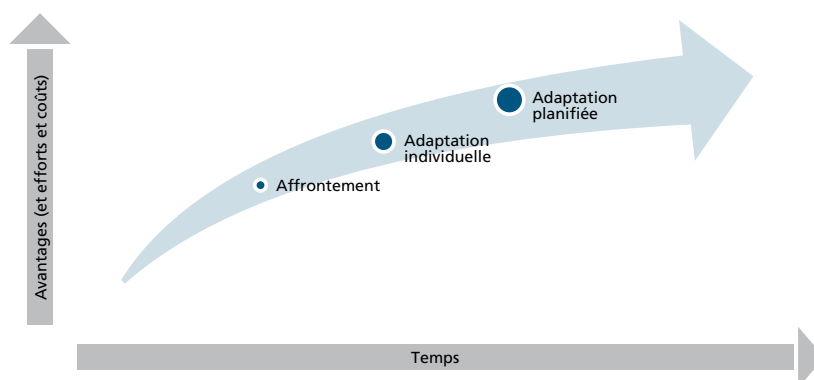 Avantages (et efforts et coûts)
Adaptation
planifiée
Adaptation
individuelle
Affrontement
Temps